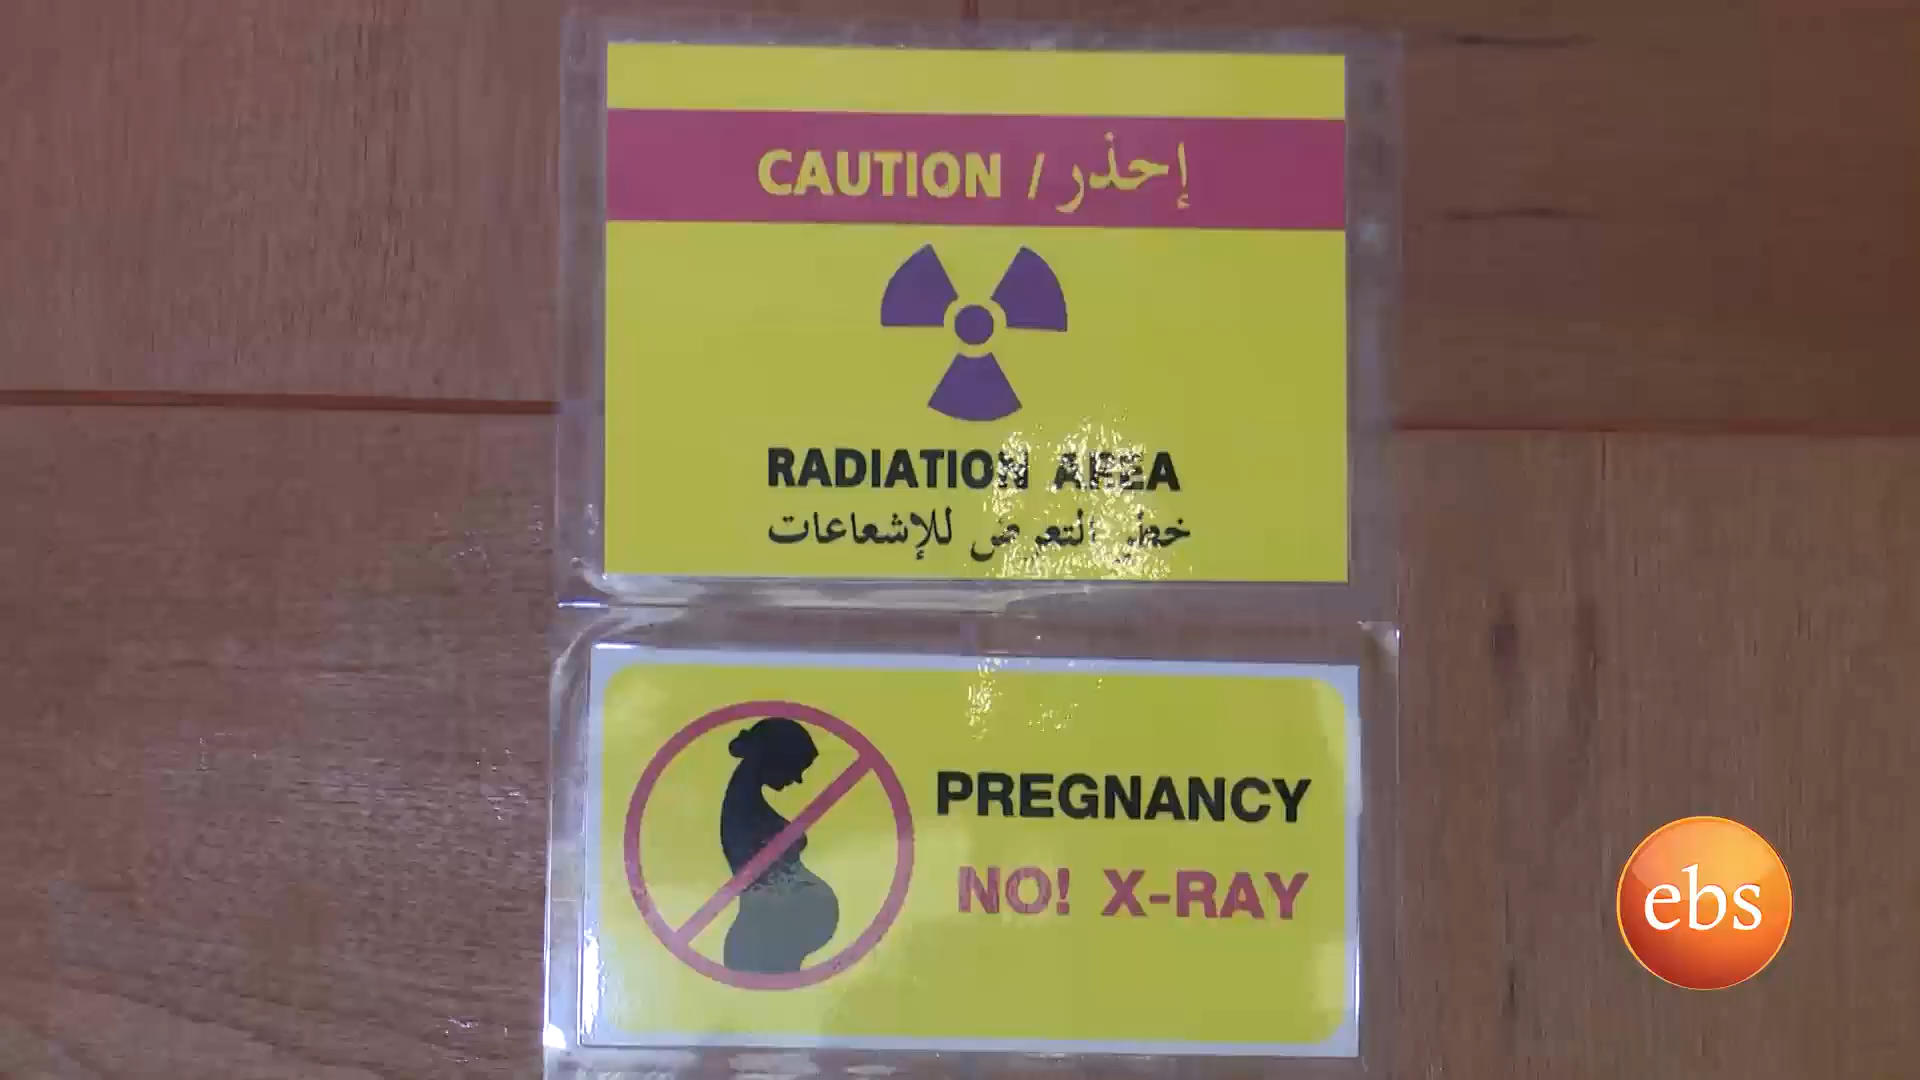 CAUTION / إحذر
RADIATION AREA
خطر التعرض للإشعاعات
PREGNANCY
NO! X-RAY
ebs